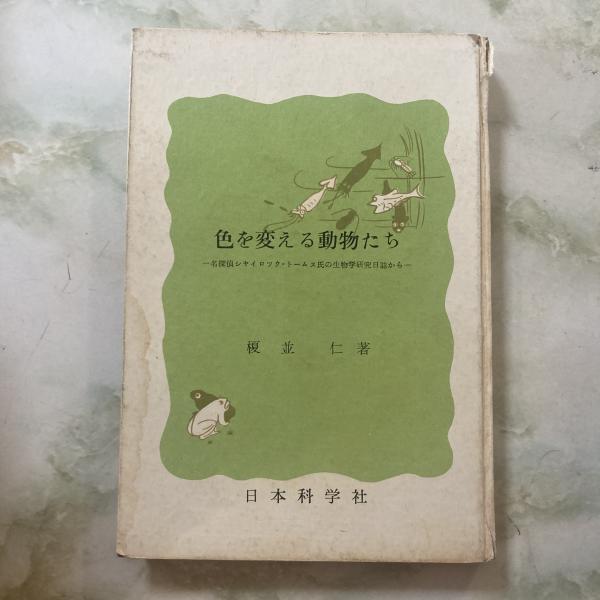 色を変える動物たち
―名探偵シヤイロツク・トームス氏の生物学研究日誌から―
榎並 仁著
日本科学社